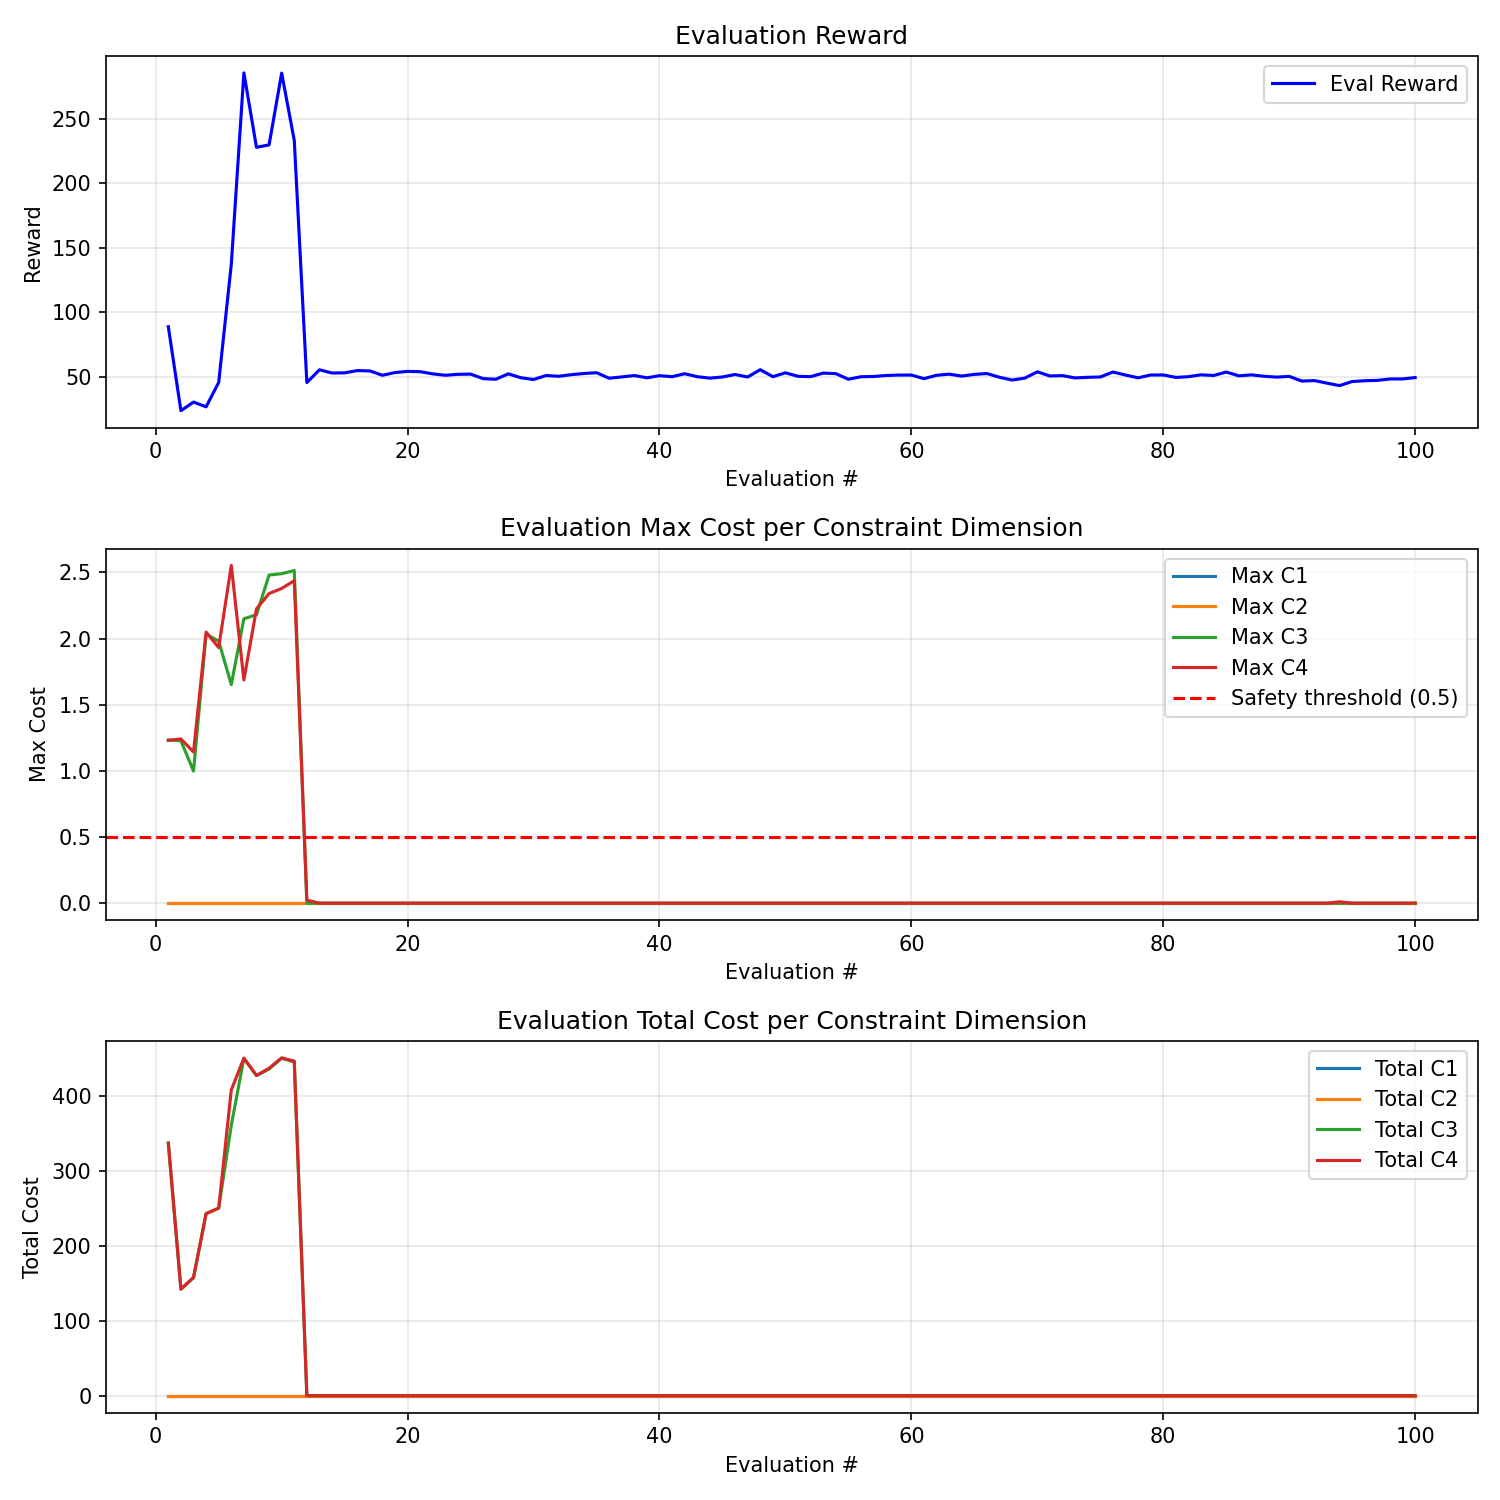 Evaluation Reward
Eval Reward
250
200
150
100
50
Reward
0 20 40 60 80 100
Evaluation #
Evaluation Max Cost per Constraint Dimension
Max C1
Max C2
Max C3
Max C4
Safety threshold (0.5)
2.5
2.0
1.5
1.0
0.5
0.0
Max Cost
0 20 40 60 80 100
Evaluation #
Evaluation Total Cost per Constraint Dimension
Total C1
Total C2
Total C3
Total C4
400
300
200
100
0
Total Cost
0 20 40 60 80 100
Evaluation #